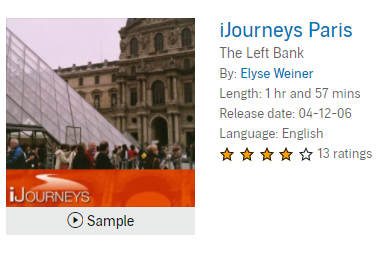 iJourneys Paris
The Left Bank
By: Elyse Weiner
Length: 1 hr and 57 mins
Release date: 04-12-06
Language: English
13 ratings
iJOURNEYS
Sample